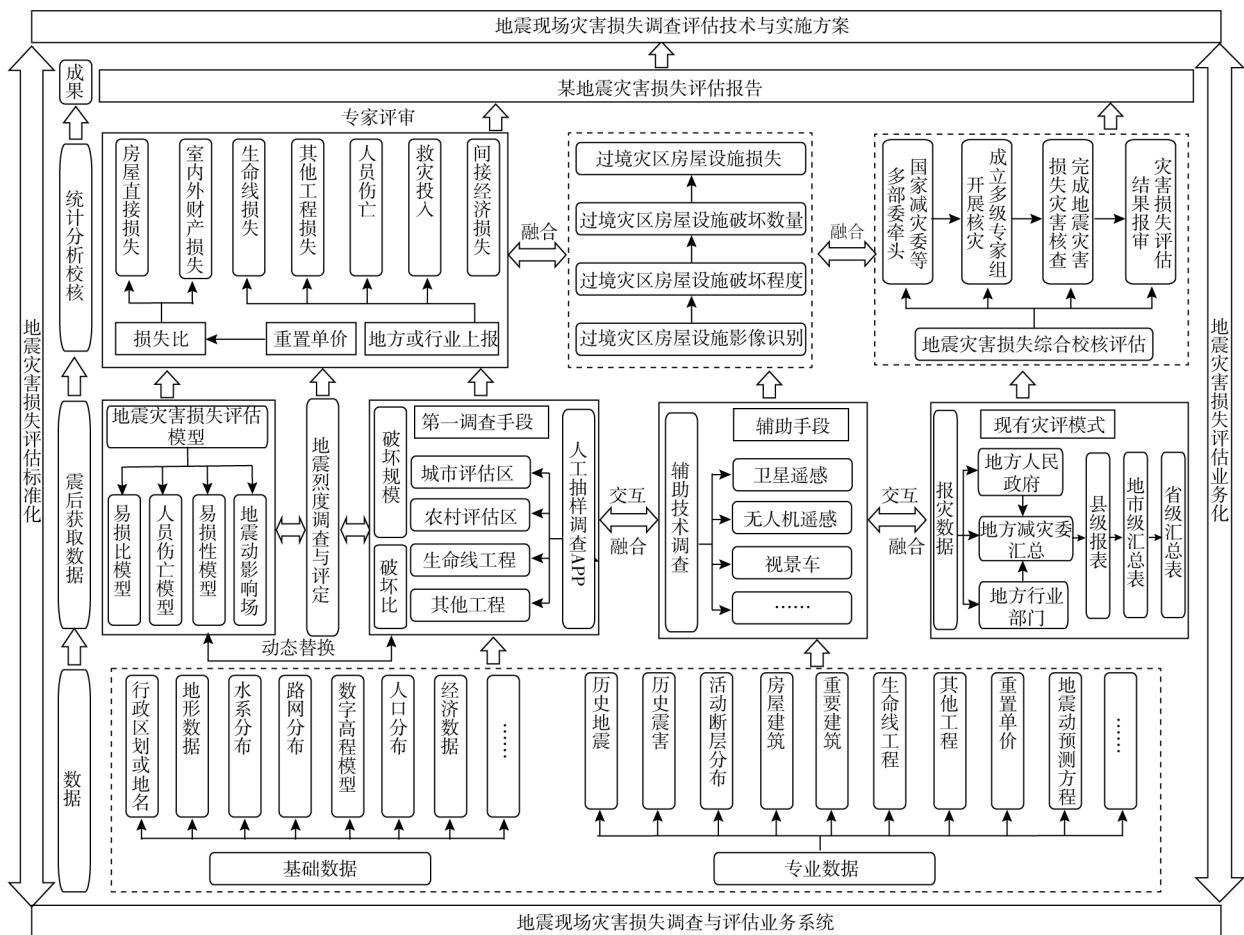 地震现场灾害损失调查评估技术与实施方案
地震灾害损失评估标准化
地震灾害损失评估业务化
成果
统计分析校核
震后获取数据
数据
某地震灾害损失评估报告
专家评审
房屋直接损失
室内外财产损失
生命线损失
其他工程损失
人员伤亡
救灾投入
间接经济损失
损失比
重置单价
地方或行业上报
融合
过境灾区房屋设施损失
过境灾区房屋设施破坏数量
过境灾区房屋设施破坏程度
过境灾区房屋设施影像识别
融合
国家减灾委等
多部委牵头
成立多级专家组
开展核灾
完成地震灾害
损失灾害核查
灾害损失评估
结果报审
地震灾害损失综合校核评估
地震灾害损失评估
模型
易损比模型
人员伤亡模型
易损性模型
地震动影响场
地震烈度调查与评定
动态替换
破坏规模
破坏比
第一调查手段
城市评估区
农村评估区
生命线工程
其他工程
人工抽样调查APP
交互
融合
辅助技术调查
辅助手段
卫星遥感
无人机遥感
视景车
……
交互
融合
报灾数据
现有灾评模式
地方人民
政府
地方减灾委
汇总
地方行业
部门
县级报表
地市级汇总表
省级汇总表
行政区划或地名
地形数据
水系分布
路网分布
数字高程模型
人口分布
经济数据
……
基础数据
历史地震
历史震害
活动断层分布
房屋建筑
重要建筑
生命线工程
其他工程
重置单价
地震动预测方程
……
专业数据
地震现场灾害损失调查与评估业务系统